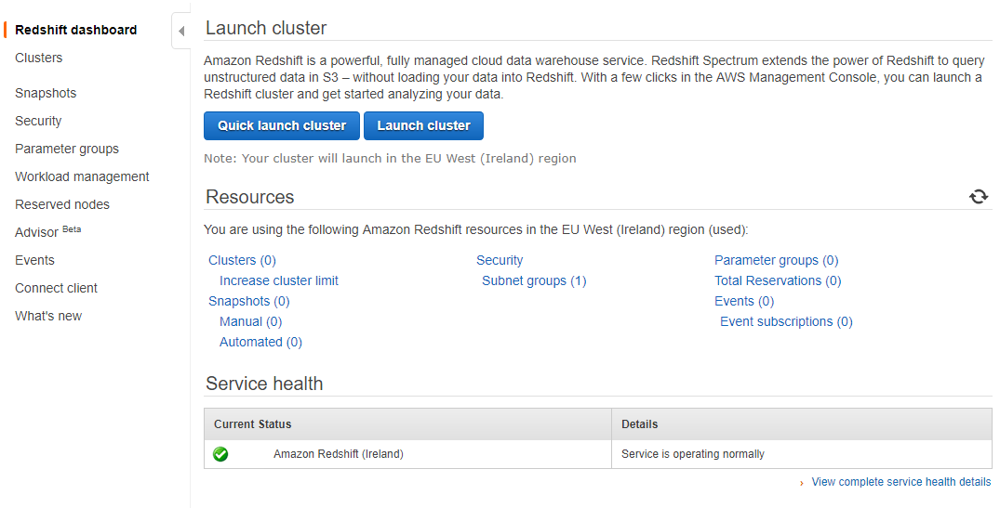 Redshift dashboard
Clusters
Snapshots
Security
Parameter groups
Workload management
Reserved nodes
Advisor Beta
Events
Connect client
What's new
Launch cluster
Amazon Redshift is a powerful, fully managed cloud data warehouse service. Redshift Spectrum extends the power of Redshift to query
unstructured data in S3 – without loading your data into Redshift. With a few clicks in the AWS Management Console, you can launch a
Redshift cluster and get started analyzing your data.
Quick launch cluster Launch cluster
Note: Your cluster will launch in the EU West (Ireland) region
Resources
You are using the following Amazon Redshift resources in the EU West (Ireland) region (used):
Clusters (0) Security Parameter groups (0)
Increase cluster limit Subnet groups (1) Total Reservations (0)
Snapshots (0) Events (0)
Manual (0) Event subscriptions (0)
Automated (0)
Service health
Current Status Details
Amazon Redshift (Ireland) Service is operating normally
› View complete service health details